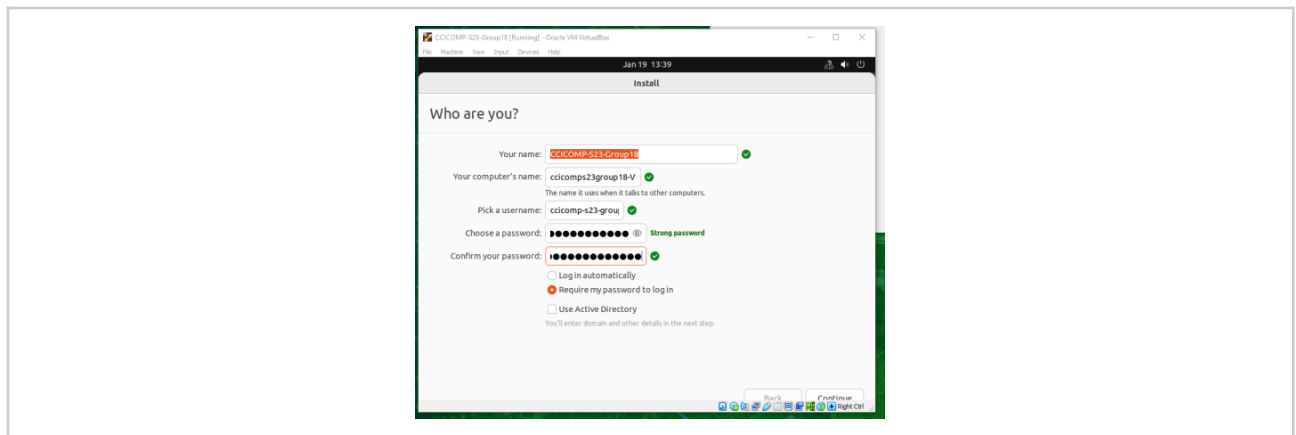 CCICOMP-S23-Group18 [Running] - Oracle VM VirtualBox
File Machine View Input Devices Help
Jan 19 13:39
Install
Who are you?
Your name: CCICOMP-S23-Group18
Your computer's name: ccicomps23group18-V
The name it uses when it talks to other computers.
Pick a username: ccicomp-s23-grou
Choose a password: Strong password
Confirm your password:
Log in automatically
Require my password to log in
Use Active Directory
You'll enter domain and other details in the next step.
Back Continue
Right Ctrl